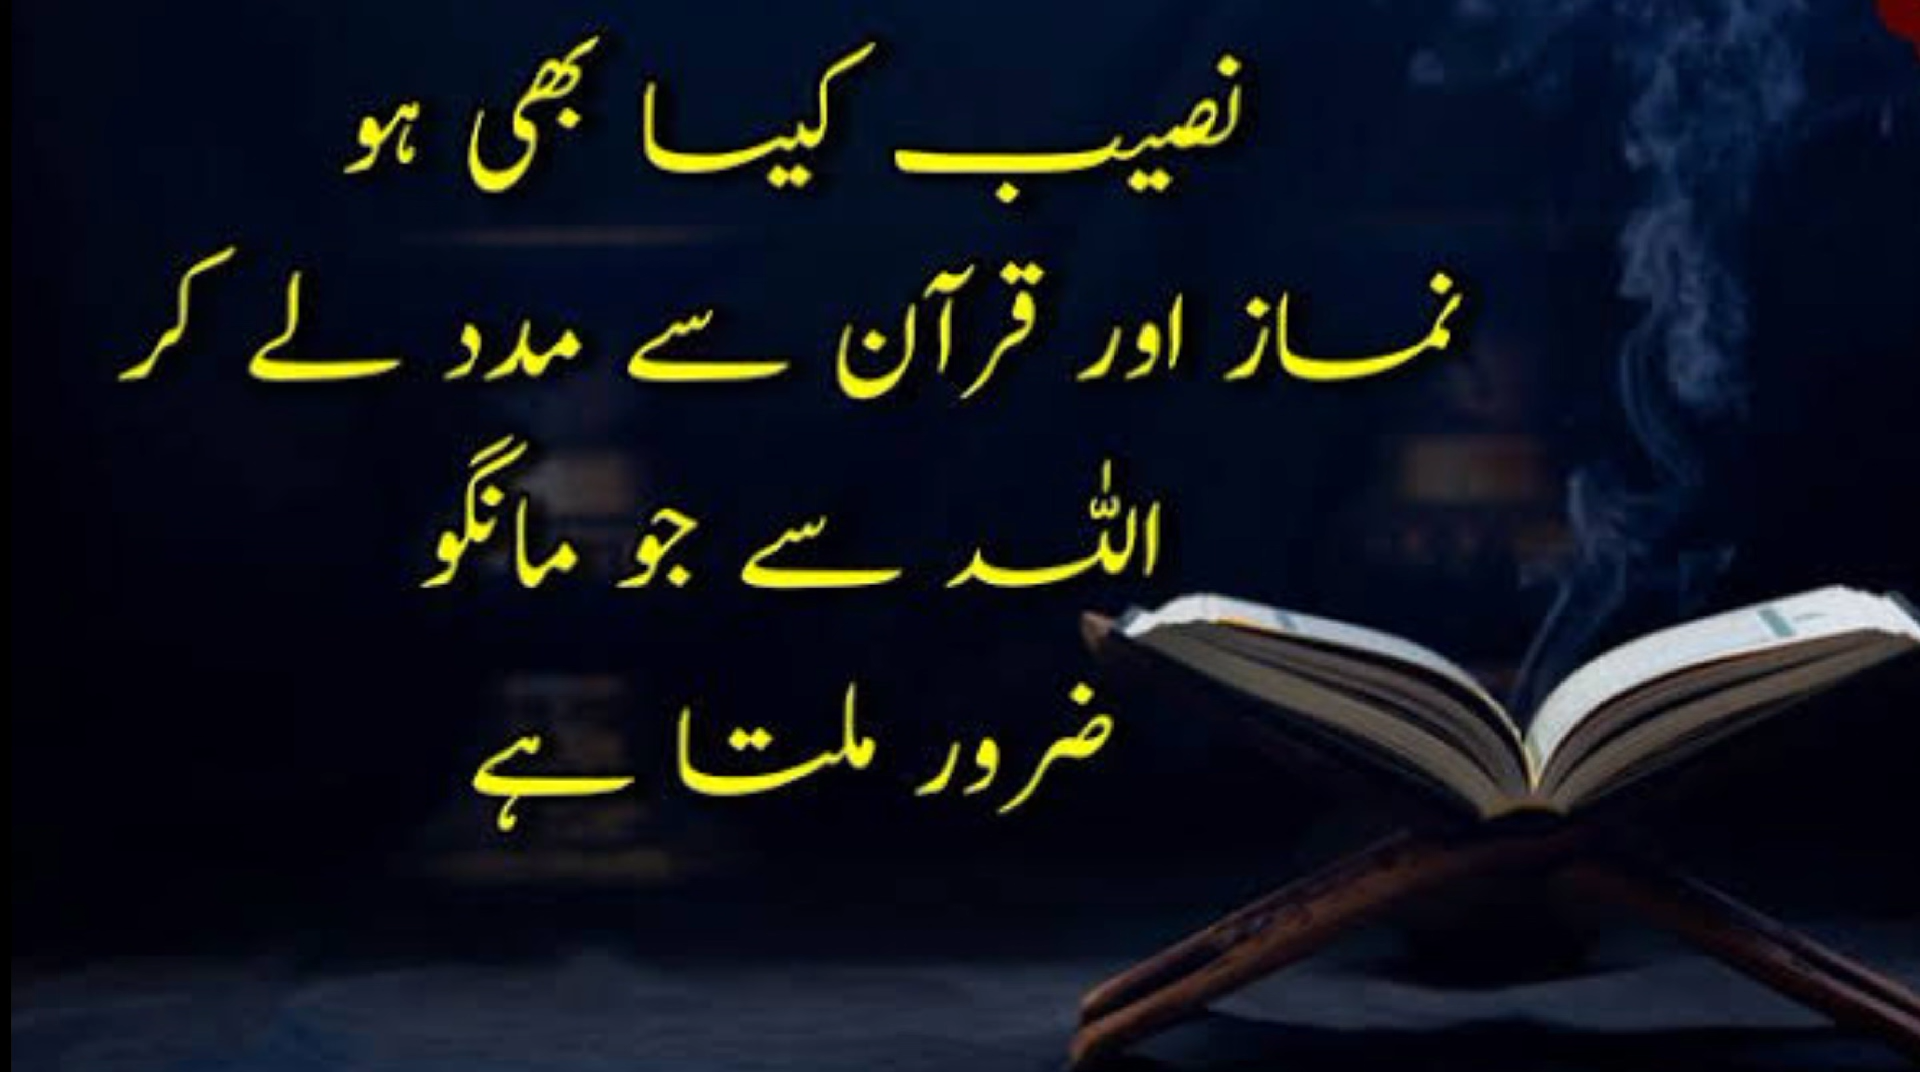 نصیب کیسا بھی ہو
نماز اور قرآن سے مدد لے کر
اللہ سے جو مانگو
ضرور ملتا ہے